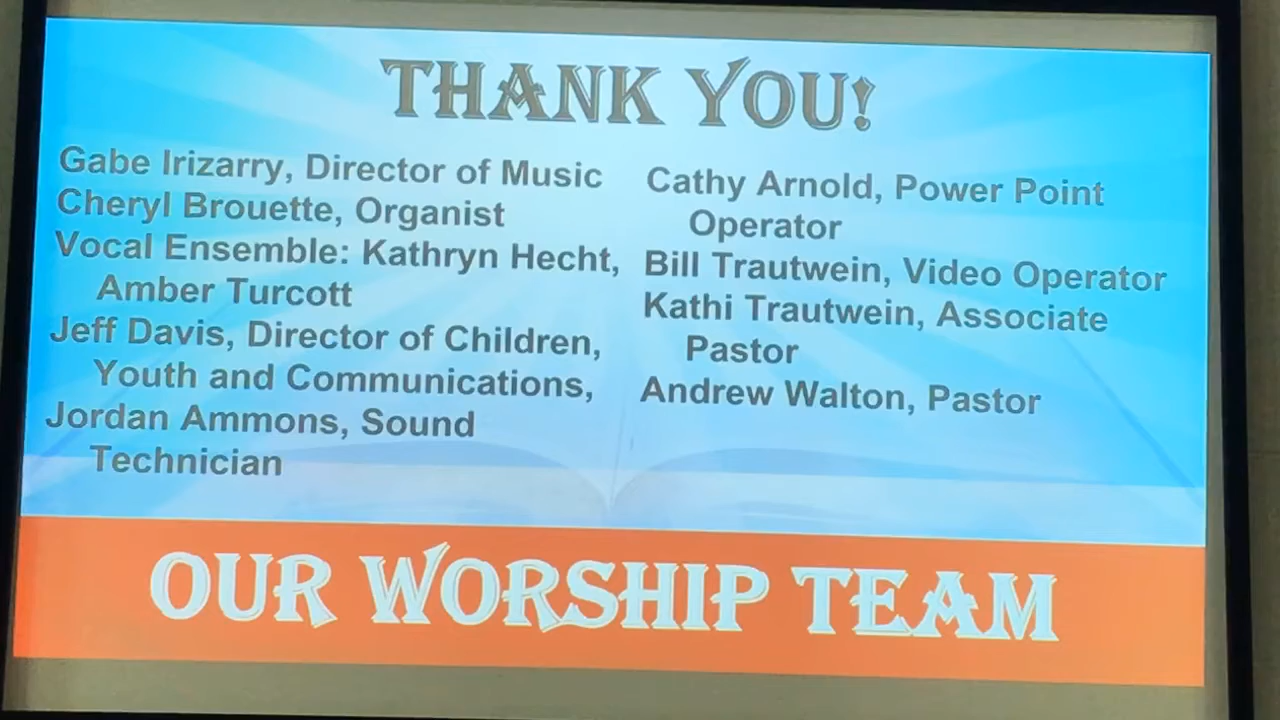 THANK YOU!
Gabe Irizarry, Director of Music
Cheryl Brouette, Organist
Vocal Ensemble: Kathryn Hecht,
Amber Turcott
Jeff Davis, Director of Children,
Youth and Communications,
Jordan Ammons, Sound
Technician
Cathy Arnold, Power Point
Operator
Bill Trautwein, Video Operator
Kathi Trautwein, Associate
Pastor
Andrew Walton, Pastor
OUR WORSHIP TEAM